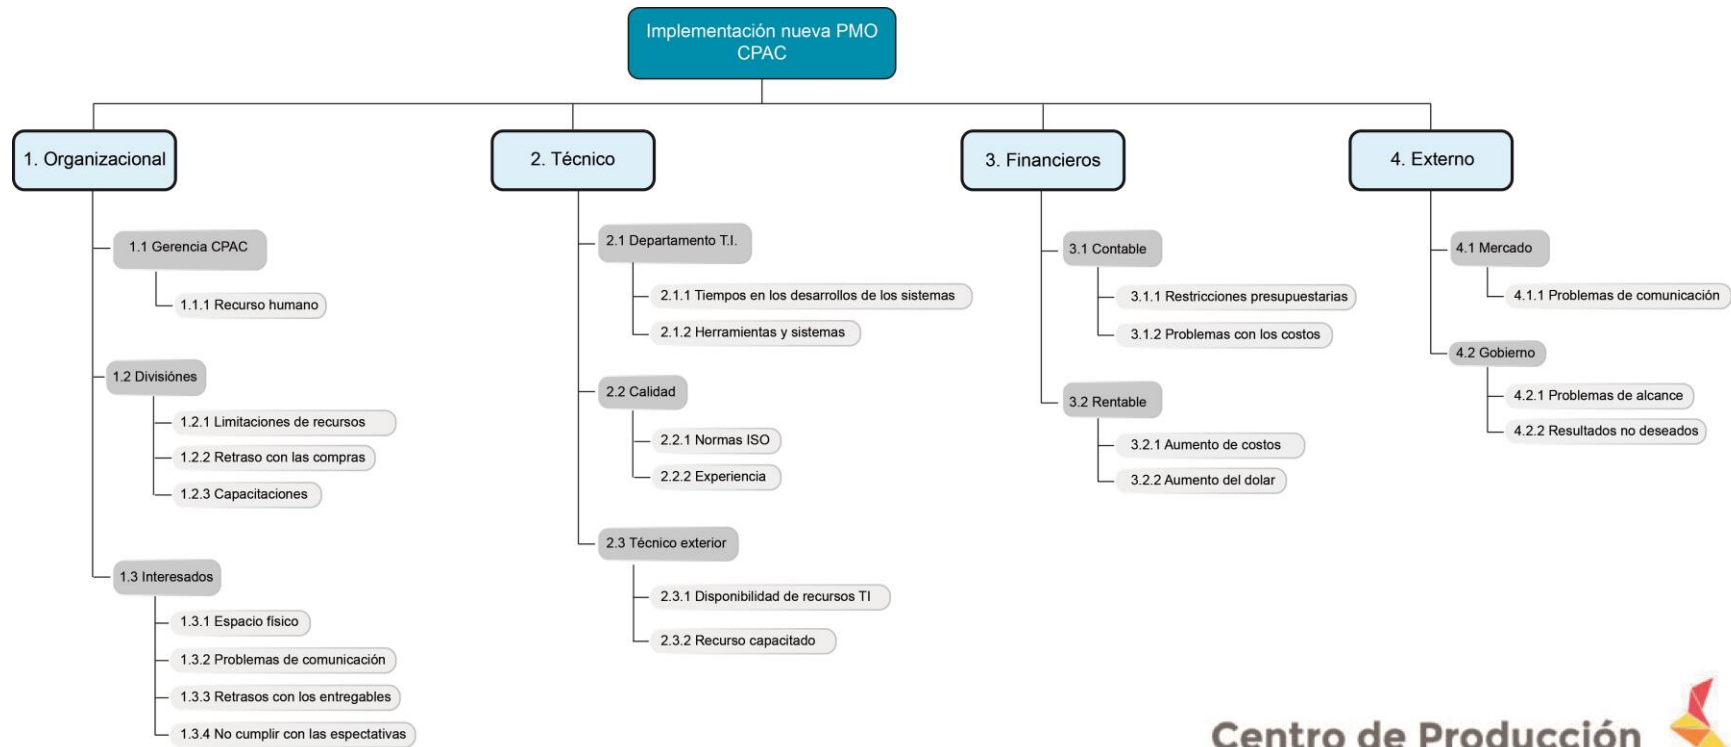 Implementación nueva PMO
CPAC
1. Organizacional
1.1 Gerencia CPAC
1.1.1 Recurso humano
1.2 Divisiónes
1.2.1 Limitaciones de recursos
1.2.2 Retraso con las compras
1.2.3 Capacitaciones
1.3 Interesados
1.3.1 Espacio físico
1.3.2 Problemas de comunicación
1.3.3 Retrasos con los entregables
1.3.4 No cumplir con las espectativas
2. Técnico
2.1 Departamento T.I.
2.1.1 Tiempos en los desarrollos de los sistemas
2.1.2 Herramientas y sistemas
2.2 Calidad
2.2.1 Normas ISO
2.2.2 Experiencia
2.3 Técnico exterior
2.3.1 Disponibilidad de recursos TI
2.3.2 Recurso capacitado
3. Financieros
3.1 Contable
3.1.1 Restricciones presupuestarias
3.1.2 Problemas con los costos
3.2 Rentable
3.2.1 Aumento de costos
3.2.2 Aumento del dolar
4. Externo
4.1 Mercado
4.1.1 Problemas de comunicación
4.2 Gobierno
4.2.1 Problemas de alcance
4.2.2 Resultados no deseados
Centro de Producción